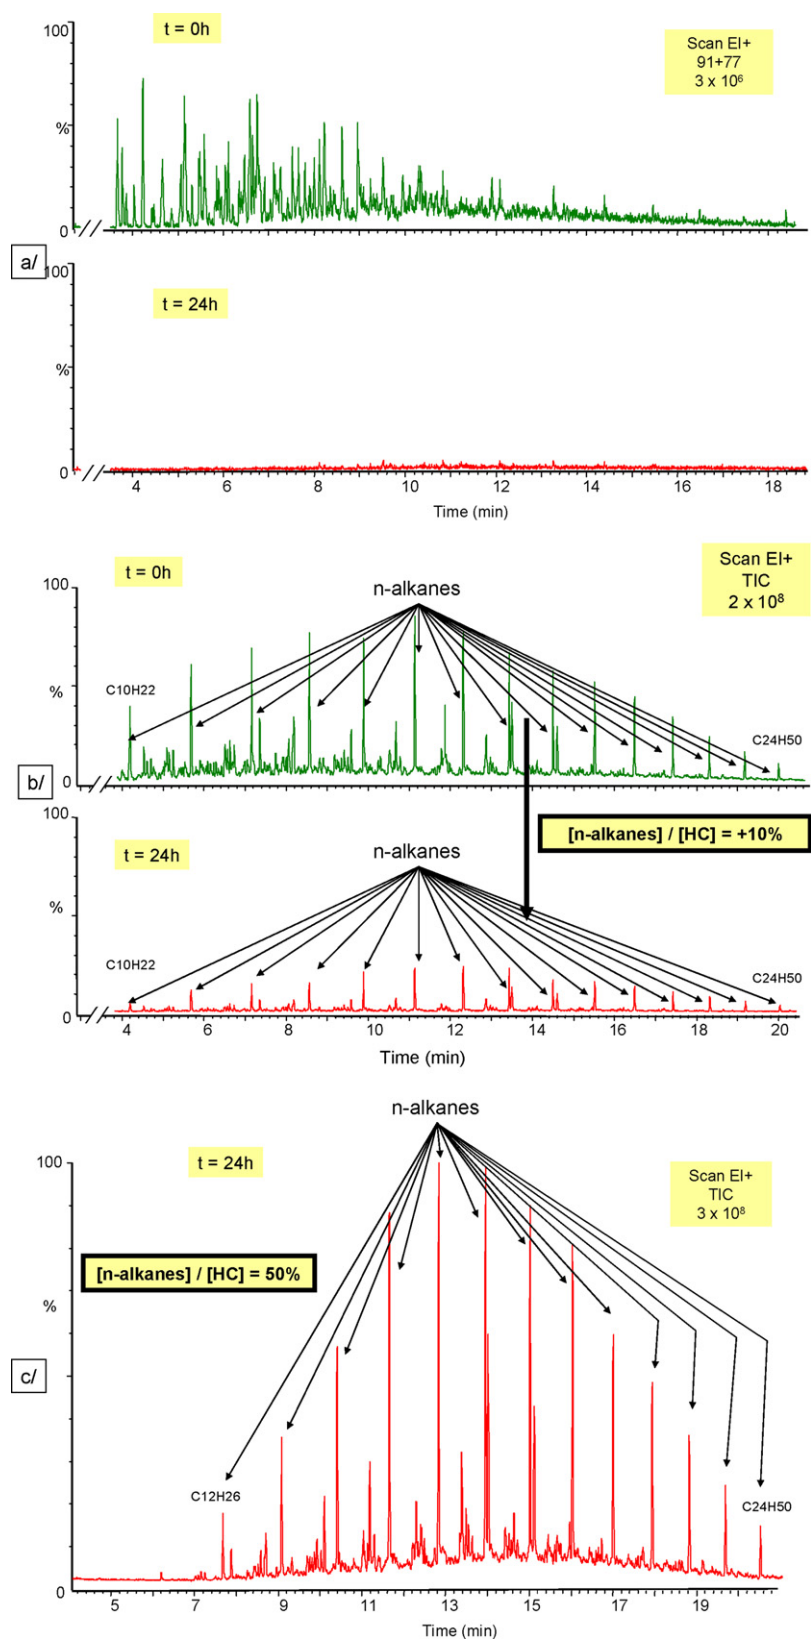 100
t = 0h
Scan EI+
91+77
3 x 10⁶
%
0
a/
100
t = 24h
%
0
4 6 8 10 12 14 16 18
Time (min)
t = 0h
Scan EI+
TIC
2 x 10⁸
100
n-alkanes
C10H22
%
C24H50
0
b/
[n-alkanes] / [HC] = +10%
100
t = 24h
n-alkanes
%
C10H22
C24H50
0
4 6 8 10 12 14 16 18 20
Time (min)
n-alkanes
t = 24h
100
Scan EI+
TIC
3 x 10⁸
[n-alkanes] / [HC] = 50%
%
c/
C12H26
C24H50
0
5 7 9 11 13 15 17 19
Time (min)